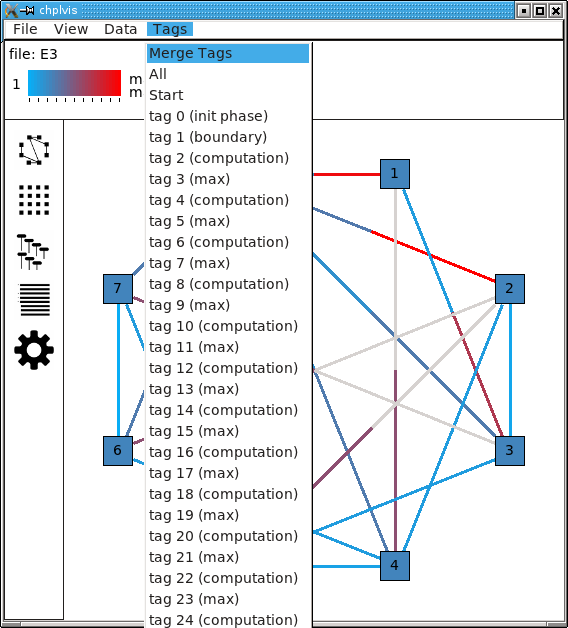 chplvis
File View Data Tags
file: E3
1
m
m
Merge Tags
All
Start
tag 0 (init phase)
tag 1 (boundary)
tag 2 (computation)
tag 3 (max)
tag 4 (computation)
tag 5 (max)
tag 6 (computation)
tag 7 (max)
tag 8 (computation)
tag 9 (max)
tag 10 (computation)
tag 11 (max)
tag 12 (computation)
tag 13 (max)
tag 14 (computation)
tag 15 (max)
tag 16 (computation)
tag 17 (max)
tag 18 (computation)
tag 19 (max)
tag 20 (computation)
tag 21 (max)
tag 22 (computation)
tag 23 (max)
tag 24 (computation)
1
2
7
3
6
4